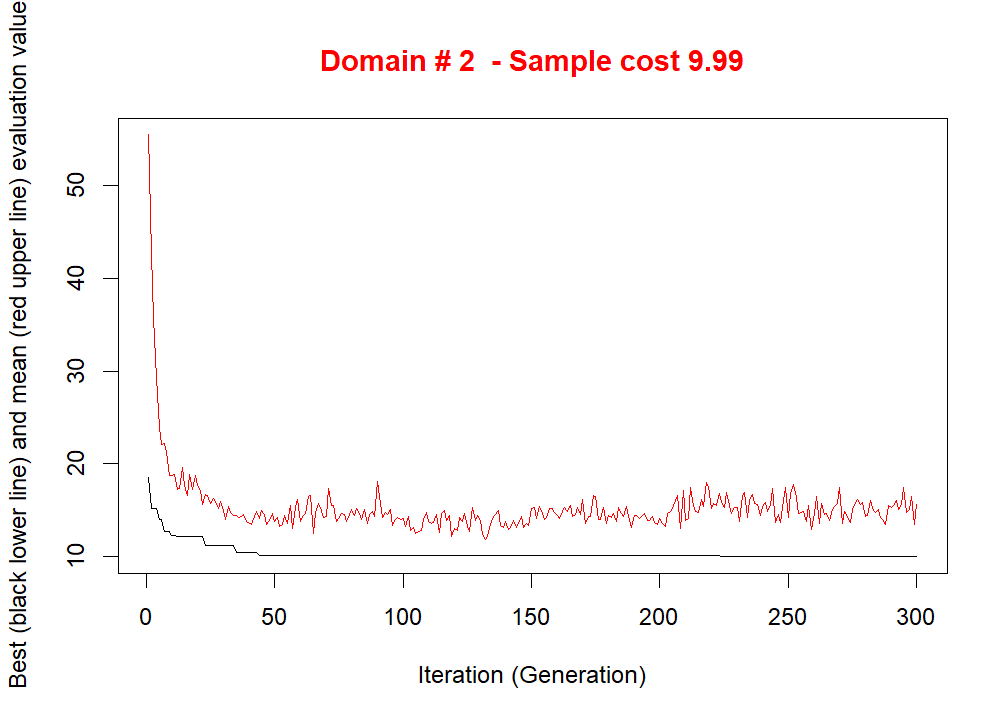 Domain # 2  - Sample cost 9.99
Best (black lower line) and mean (red upper line) evaluation value
50
40
30
20
10
0 50 100 150 200 250 300
Iteration (Generation)